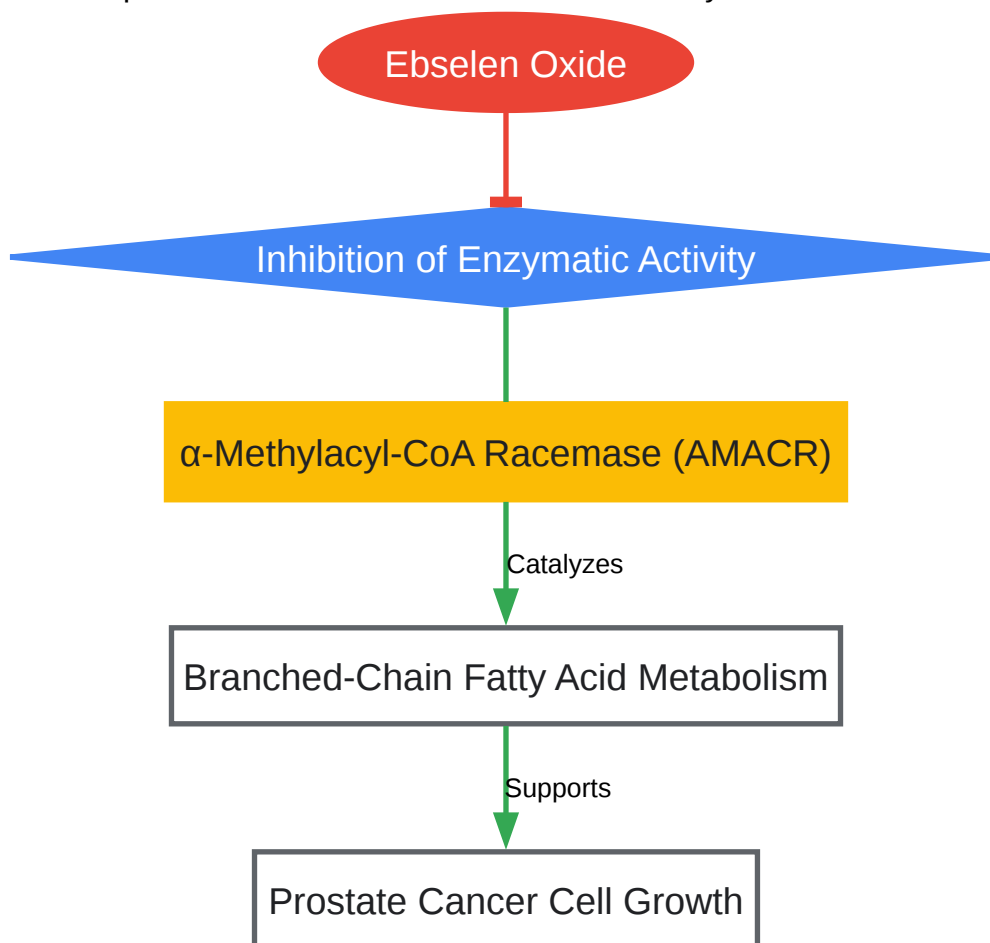 Ebselen Oxide
Inhibition of Enzymatic Activity
α-Methylacyl-CoA Racemase (AMACR)
Catalyzes
Branched-Chain Fatty Acid Metabolism
Supports
Prostate Cancer Cell Growth